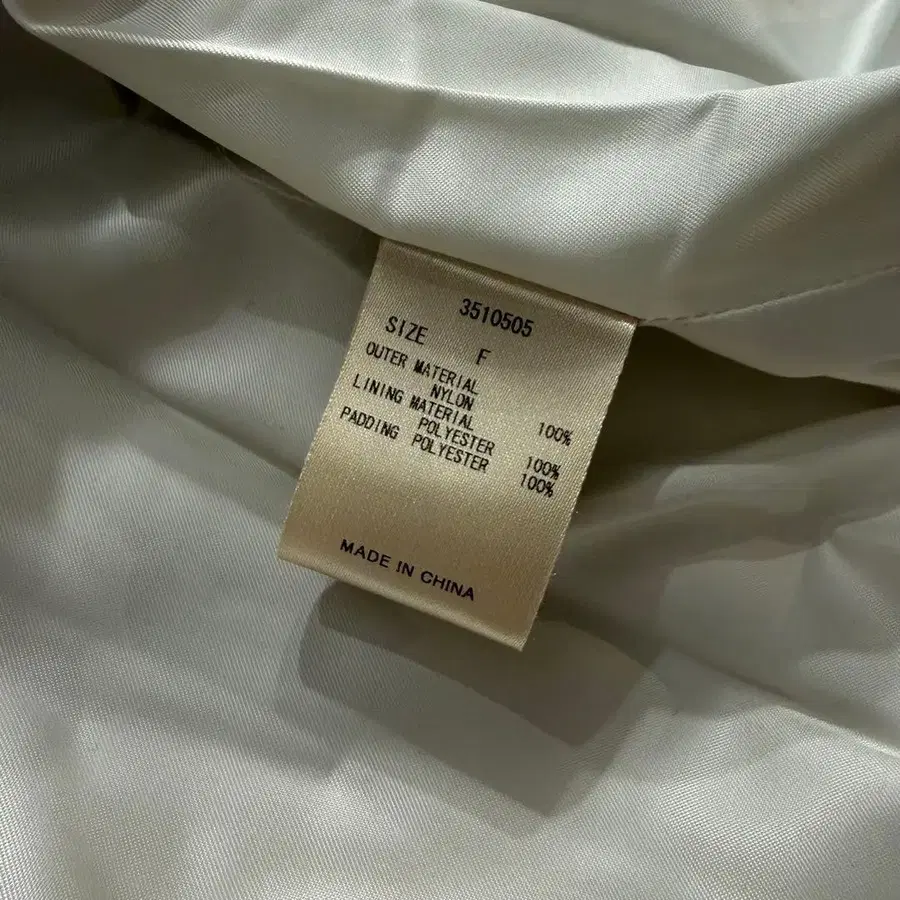 3510505
SIZE F
OUTER MATERIAL
NYLON 100%
LINING MATERIAL
POLYESTER 100%
PADDING POLYESTER 100%
MADE IN CHINA